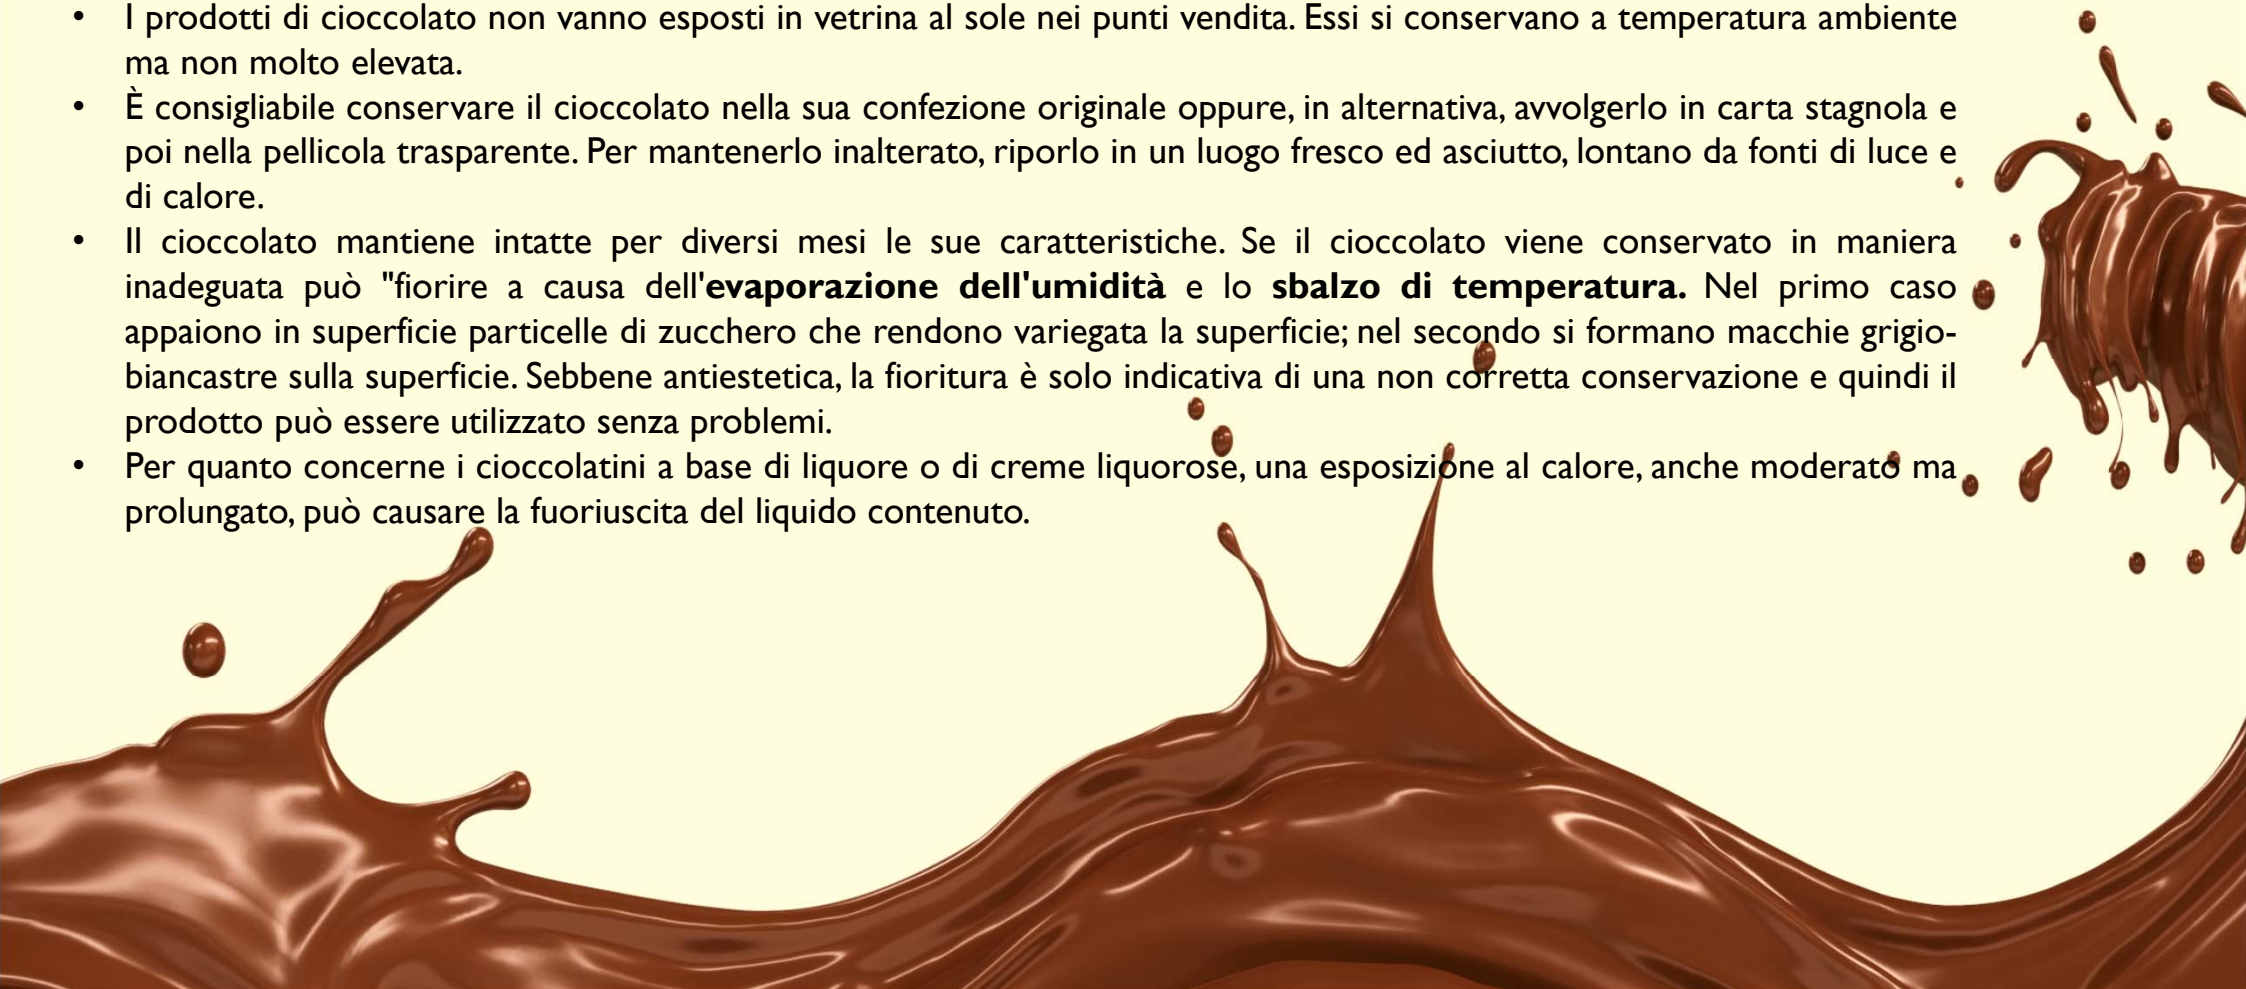 • I prodotti di cioccolato non vanno esposti in vetrina al sole nei punti vendita. Essi si conservano a temperatura ambiente
ma non molto elevata.
• È consigliabile conservare il cioccolato nella sua confezione originale oppure, in alternativa, avvolgerlo in carta stagnola e
poi nella pellicola trasparente. Per mantenerlo inalterato, riporlo in un luogo fresco ed asciutto, lontano da fonti di luce e
di calore.
• Il cioccolato mantiene intatte per diversi mesi le sue caratteristiche. Se il cioccolato viene conservato in maniera
inadeguata può "fiorire a causa dell'evaporazione dell'umidità e lo sbalzo di temperatura. Nel primo caso
appaiono in superficie particelle di zucchero che rendono variegata la superficie; nel secondo si formano macchie grigio-
biancastre sulla superficie. Sebbene antiestetica, la fioritura è solo indicativa di una non corretta conservazione e quindi il
prodotto può essere utilizzato senza problemi.
• Per quanto concerne i cioccolatini a base di liquore o di creme liquorose, una esposizione al calore, anche moderato ma
prolungato, può causare la fuoriuscita del liquido contenuto.